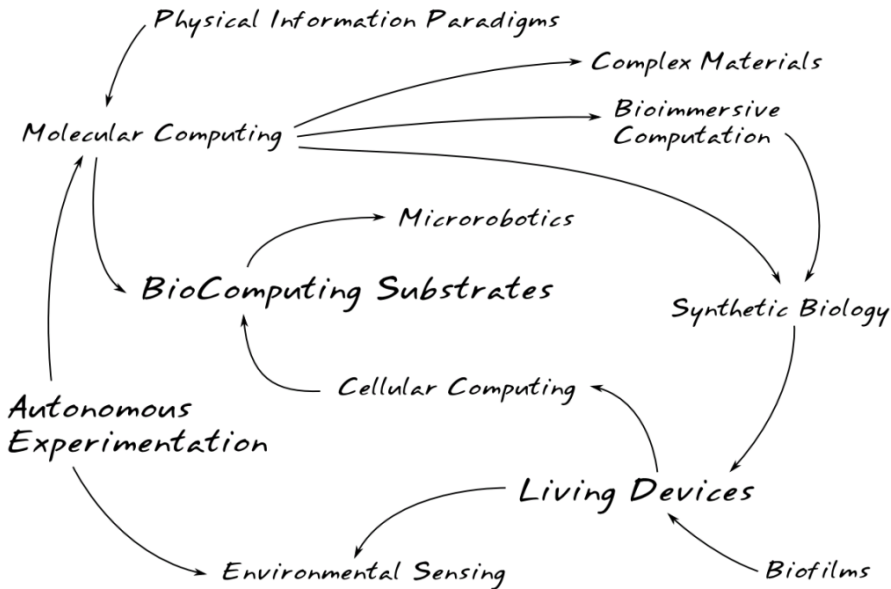 Physical Information Paradigms
Complex Materials
Bioimmersive
Computation
Molecular Computing
Microrobotics
BioComputing Substrates
Synthetic Biology
Cellular Computing
Autonomous
Experimentation
Living Devices
Environmental Sensing
Biofilms